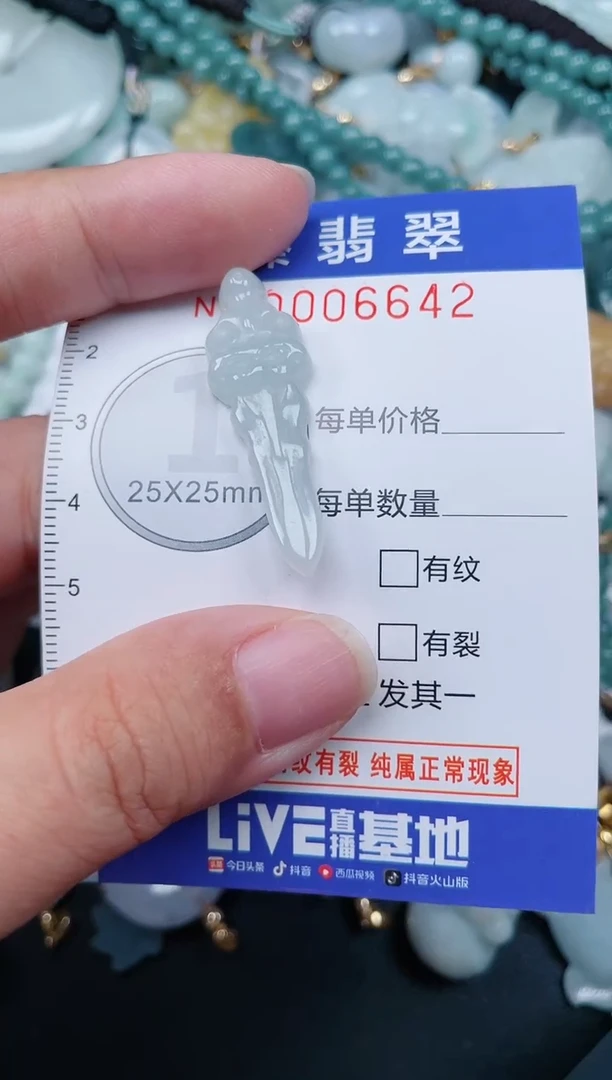 翡翠
0006642
2
3
每单价格
25X25mm
4
每单数量
有纹
5
有裂
发其一
纹有裂 纯属正常现象
LiVE直播基地
头条 今日头条 抖音 西瓜视频 抖音火山版